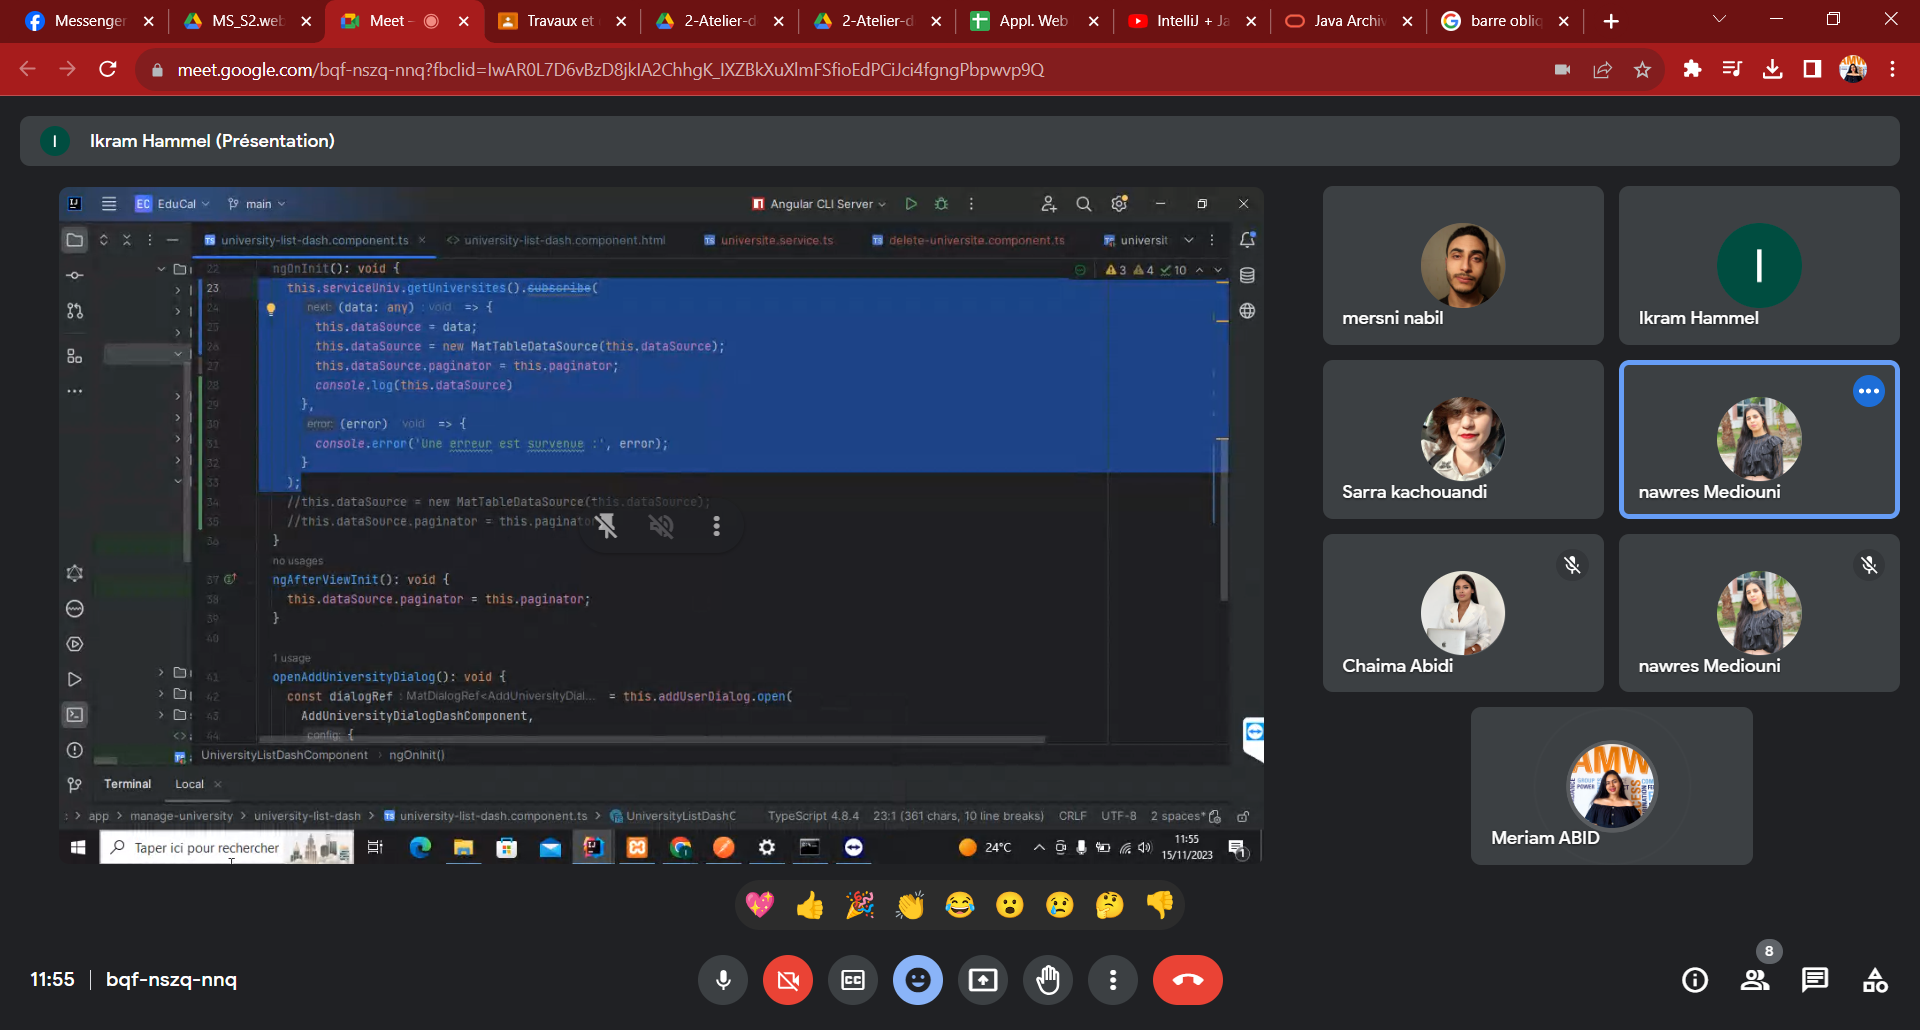 Messenger
MS_S2.web
Meet –
Travaux et
2-Atelier-d
2-Atelier-d
Appl. Web
IntelliJ + Ja
Java Archiv
barre obliq
meet.google.com/bqf-nszq-nnq?fbclid=IwAR0L7D6vBzD8jkIA2ChhgK_IXZBkXuXlmFSfioEdPCiJci4fgngPbpwvp9Q
I
Ikram Hammel (Présentation)
EC EduCal
main
Angular CLI Server
university-list-dash.component.ts
university-list-dash.component.html
universite.service.ts
delete-universite.component.ts
universit
3 4 10
22 ngOnInit(): void {
23 this.serviceUniv.getUniversites().subscribe(
24 next: (data: any) : void => {
25 this.dataSource = data;
26 this.dataSource = new MatTableDataSource(this.dataSource);
27 this.dataSource.paginator = this.paginator;
28 console.log(this.dataSource)
29 },
30 error: (error) : void => {
31 console.error('Une erreur est survenue :', error);
32 }
33 );
34 //this.dataSource = new MatTableDataSource(this.dataSource);
35 //this.dataSource.paginator = this.paginator
36 }
no usages
37 ngAfterViewInit(): void {
38 this.dataSource.paginator = this.paginator;
39 }
40
1 usage
41 openAddUniversityDialog(): void {
42 const dialogRef : MatDialogRef<AddUniversityDial... = this.addUserDialog.open(
43 AddUniversityDialogDashComponent,
44 config: {
UniversityListDashComponent > ngOnInit()
Terminal
Local
app > manage-university > university-list-dash > university-list-dash.component.ts > UniversityListDashC
TypeScript 4.8.4
23:1 (361 chars, 10 line breaks)
CRLF
UTF-8
2 spaces*
Taper ici pour rechercher
24°C
11:55
15/11/2023
1
mersni nabil
I
Ikram Hammel
Sarra kachouandi
nawres Mediouni
Chaima Abidi
nawres Mediouni
AMW
Meriam ABID
11:55 | bqf-nszq-nnq
8